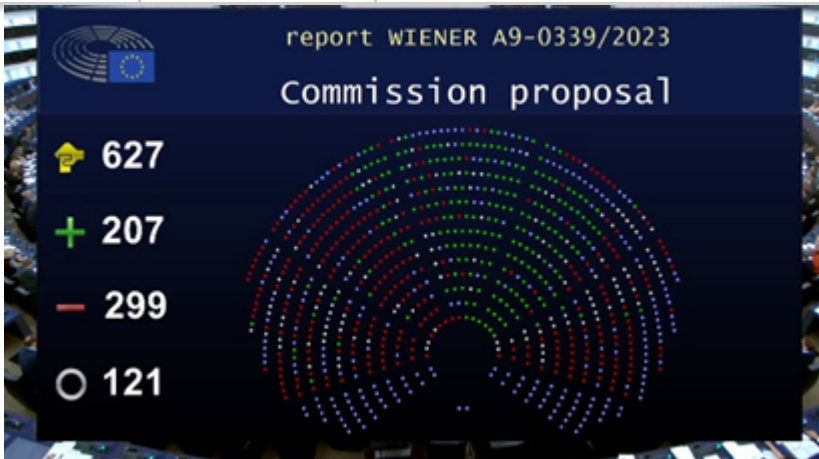 report WIENER A9-0339/2023
Commission proposal
627
+ 207
- 299
121